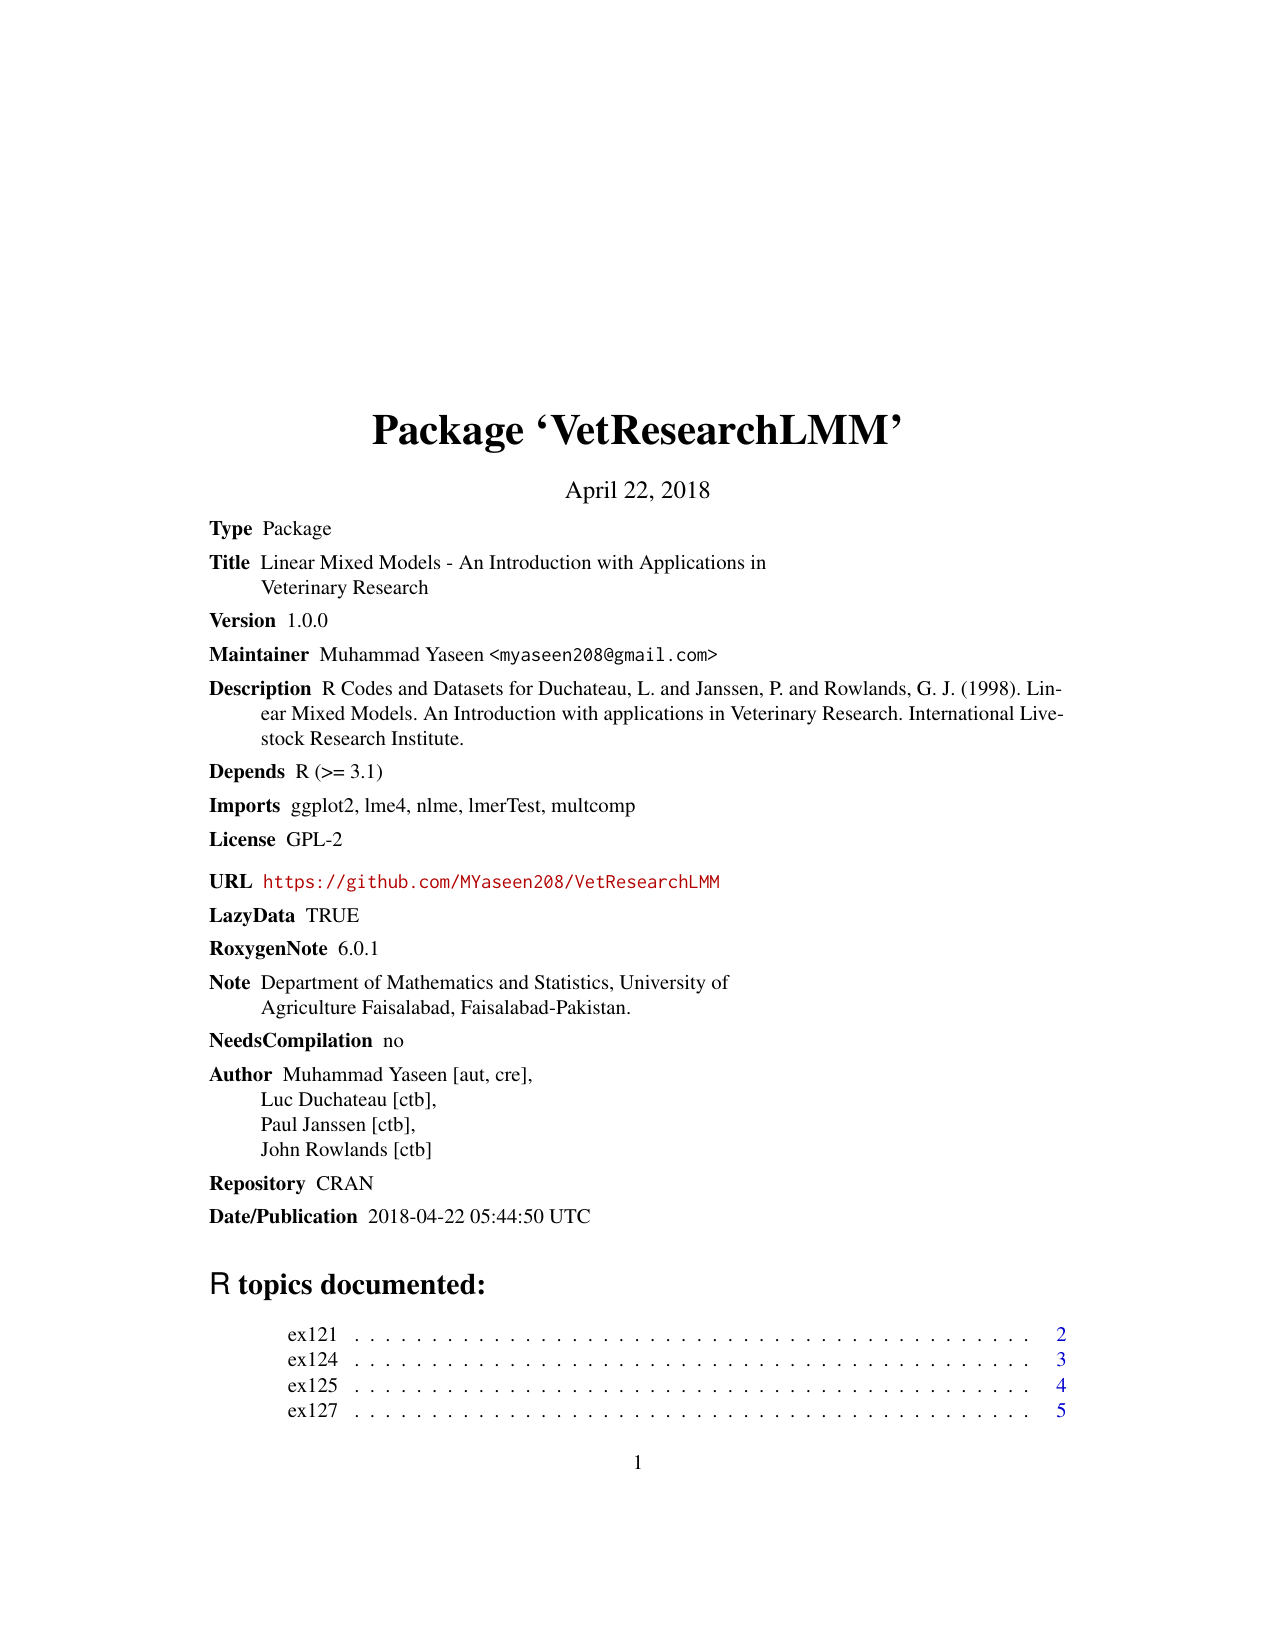 Package ‘VetResearchLMM’
April 22, 2018
Type Package
Title Linear Mixed Models - An Introduction with Applications in
Veterinary Research
Version 1.0.0
Maintainer Muhammad Yaseen <myaseen208@gmail.com>
Description R Codes and Datasets for Duchateau, L. and Janssen, P. and Rowlands, G. J. (1998). Lin-
ear Mixed Models. An Introduction with applications in Veterinary Research. International Live-
stock Research Institute.
Depends R (>= 3.1)
Imports ggplot2, lme4, nlme, lmerTest, multcomp
License GPL-2
URL https://github.com/MYaseen208/VetResearchLMM
LazyData TRUE
RoxygenNote 6.0.1
Note Department of Mathematics and Statistics, University of
Agriculture Faisalabad, Faisalabad-Pakistan.
NeedsCompilation no
Author Muhammad Yaseen [aut, cre],
Luc Duchateau [ctb],
Paul Janssen [ctb],
John Rowlands [ctb]
Repository CRAN
Date/Publication 2018-04-22 05:44:50 UTC
R topics documented:
ex121 . . . . . . . . . . . . . . . . . . . . . . . . . . . . . . . . . . . . . . . . . . . . 2
ex124 . . . . . . . . . . . . . . . . . . . . . . . . . . . . . . . . . . . . . . . . . . . . 3
ex125 . . . . . . . . . . . . . . . . . . . . . . . . . . . . . . . . . . . . . . . . . . . . 4
ex127 . . . . . . . . . . . . . . . . . . . . . . . . . . . . . . . . . . . . . . . . . . . . 5
1